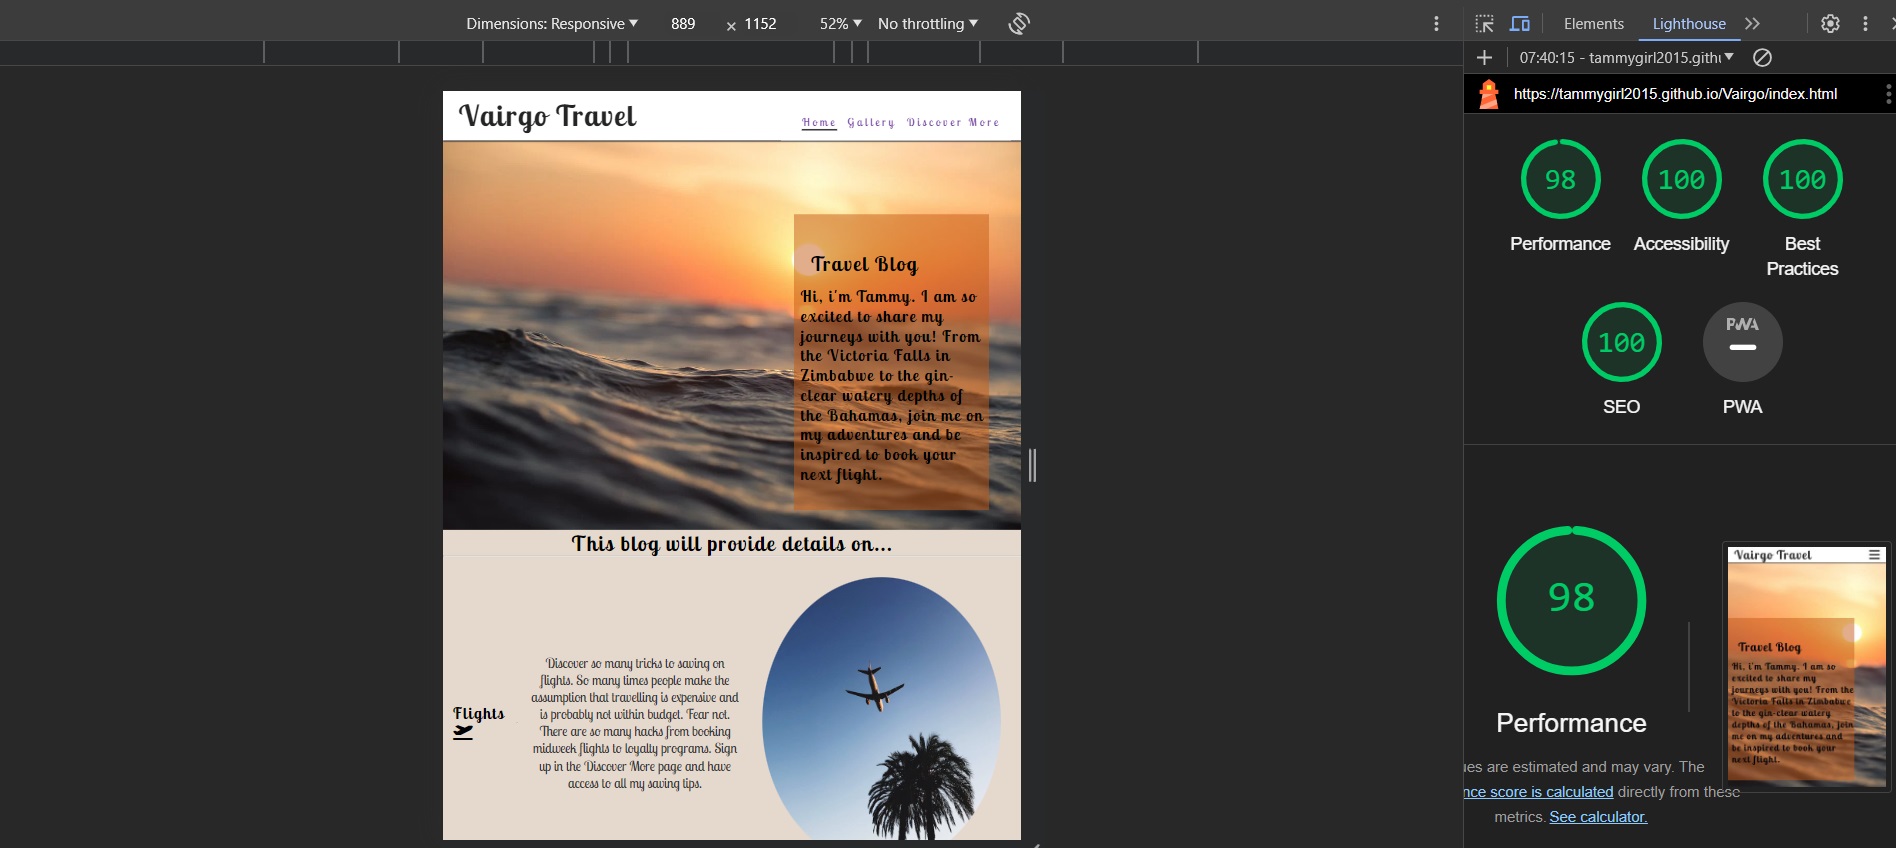 Dimensions: Responsive 889 × 1152 52% No throttling
Elements Lighthouse
07:40:15 - tammygirl2015.gith
https://tammygirl2015.github.io/Vairgo/index.html
Vairgo Travel
Home Gallery Discover More
Travel Blog
Hi, i'm Tammy. I am so
excited to share my
journeys with you! From
the Victoria Falls in
Zimbabwe to the gin-
clear watery depths of
the Bahamas, join me on
my adventures and be
inspired to book your
next flight.
This blog will provide details on...
Flights
Discover so many tricks to saving on
flights. So many times people make the
assumption that travelling is expensive and
is probably not within budget. Fear not.
There are so many hacks from booking
midweek flights to loyalty programs. Sign
up in the Discover More page and have
access to all my saving tips.
98 100 100
Performance Accessibility Best
Practices
100 PWA
SEO PWA
98
Performance
ues are estimated and may vary. The
nce score is calculated directly from these
metrics. See calculator.
Vairgo Travel
Travel Blog
Hi, i'm Tammy. I am so
excited to share my
journeys with you! From the
Victoria Falls in Zimbabwe
to the gin-clear watery
depths of the Bahamas, join
me on my adventures and
be inspired to book your
next flight.